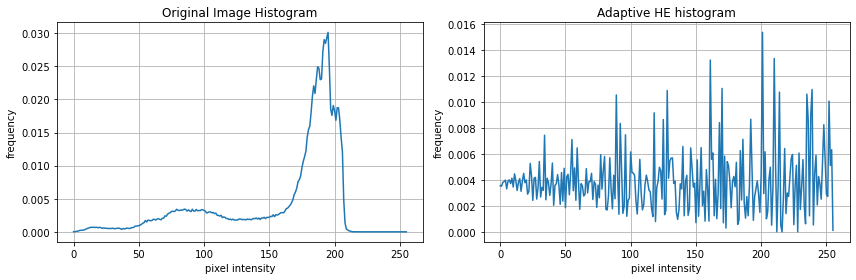 Original Image Histogram
frequency
0.030
0.025
0.020
0.015
0.010
0.005
0.000
0 50 100 150 200 250
pixel intensity
Adaptive HE histogram
frequency
0.016
0.014
0.012
0.010
0.008
0.006
0.004
0.002
0.000
0 50 100 150 200 250
pixel intensity